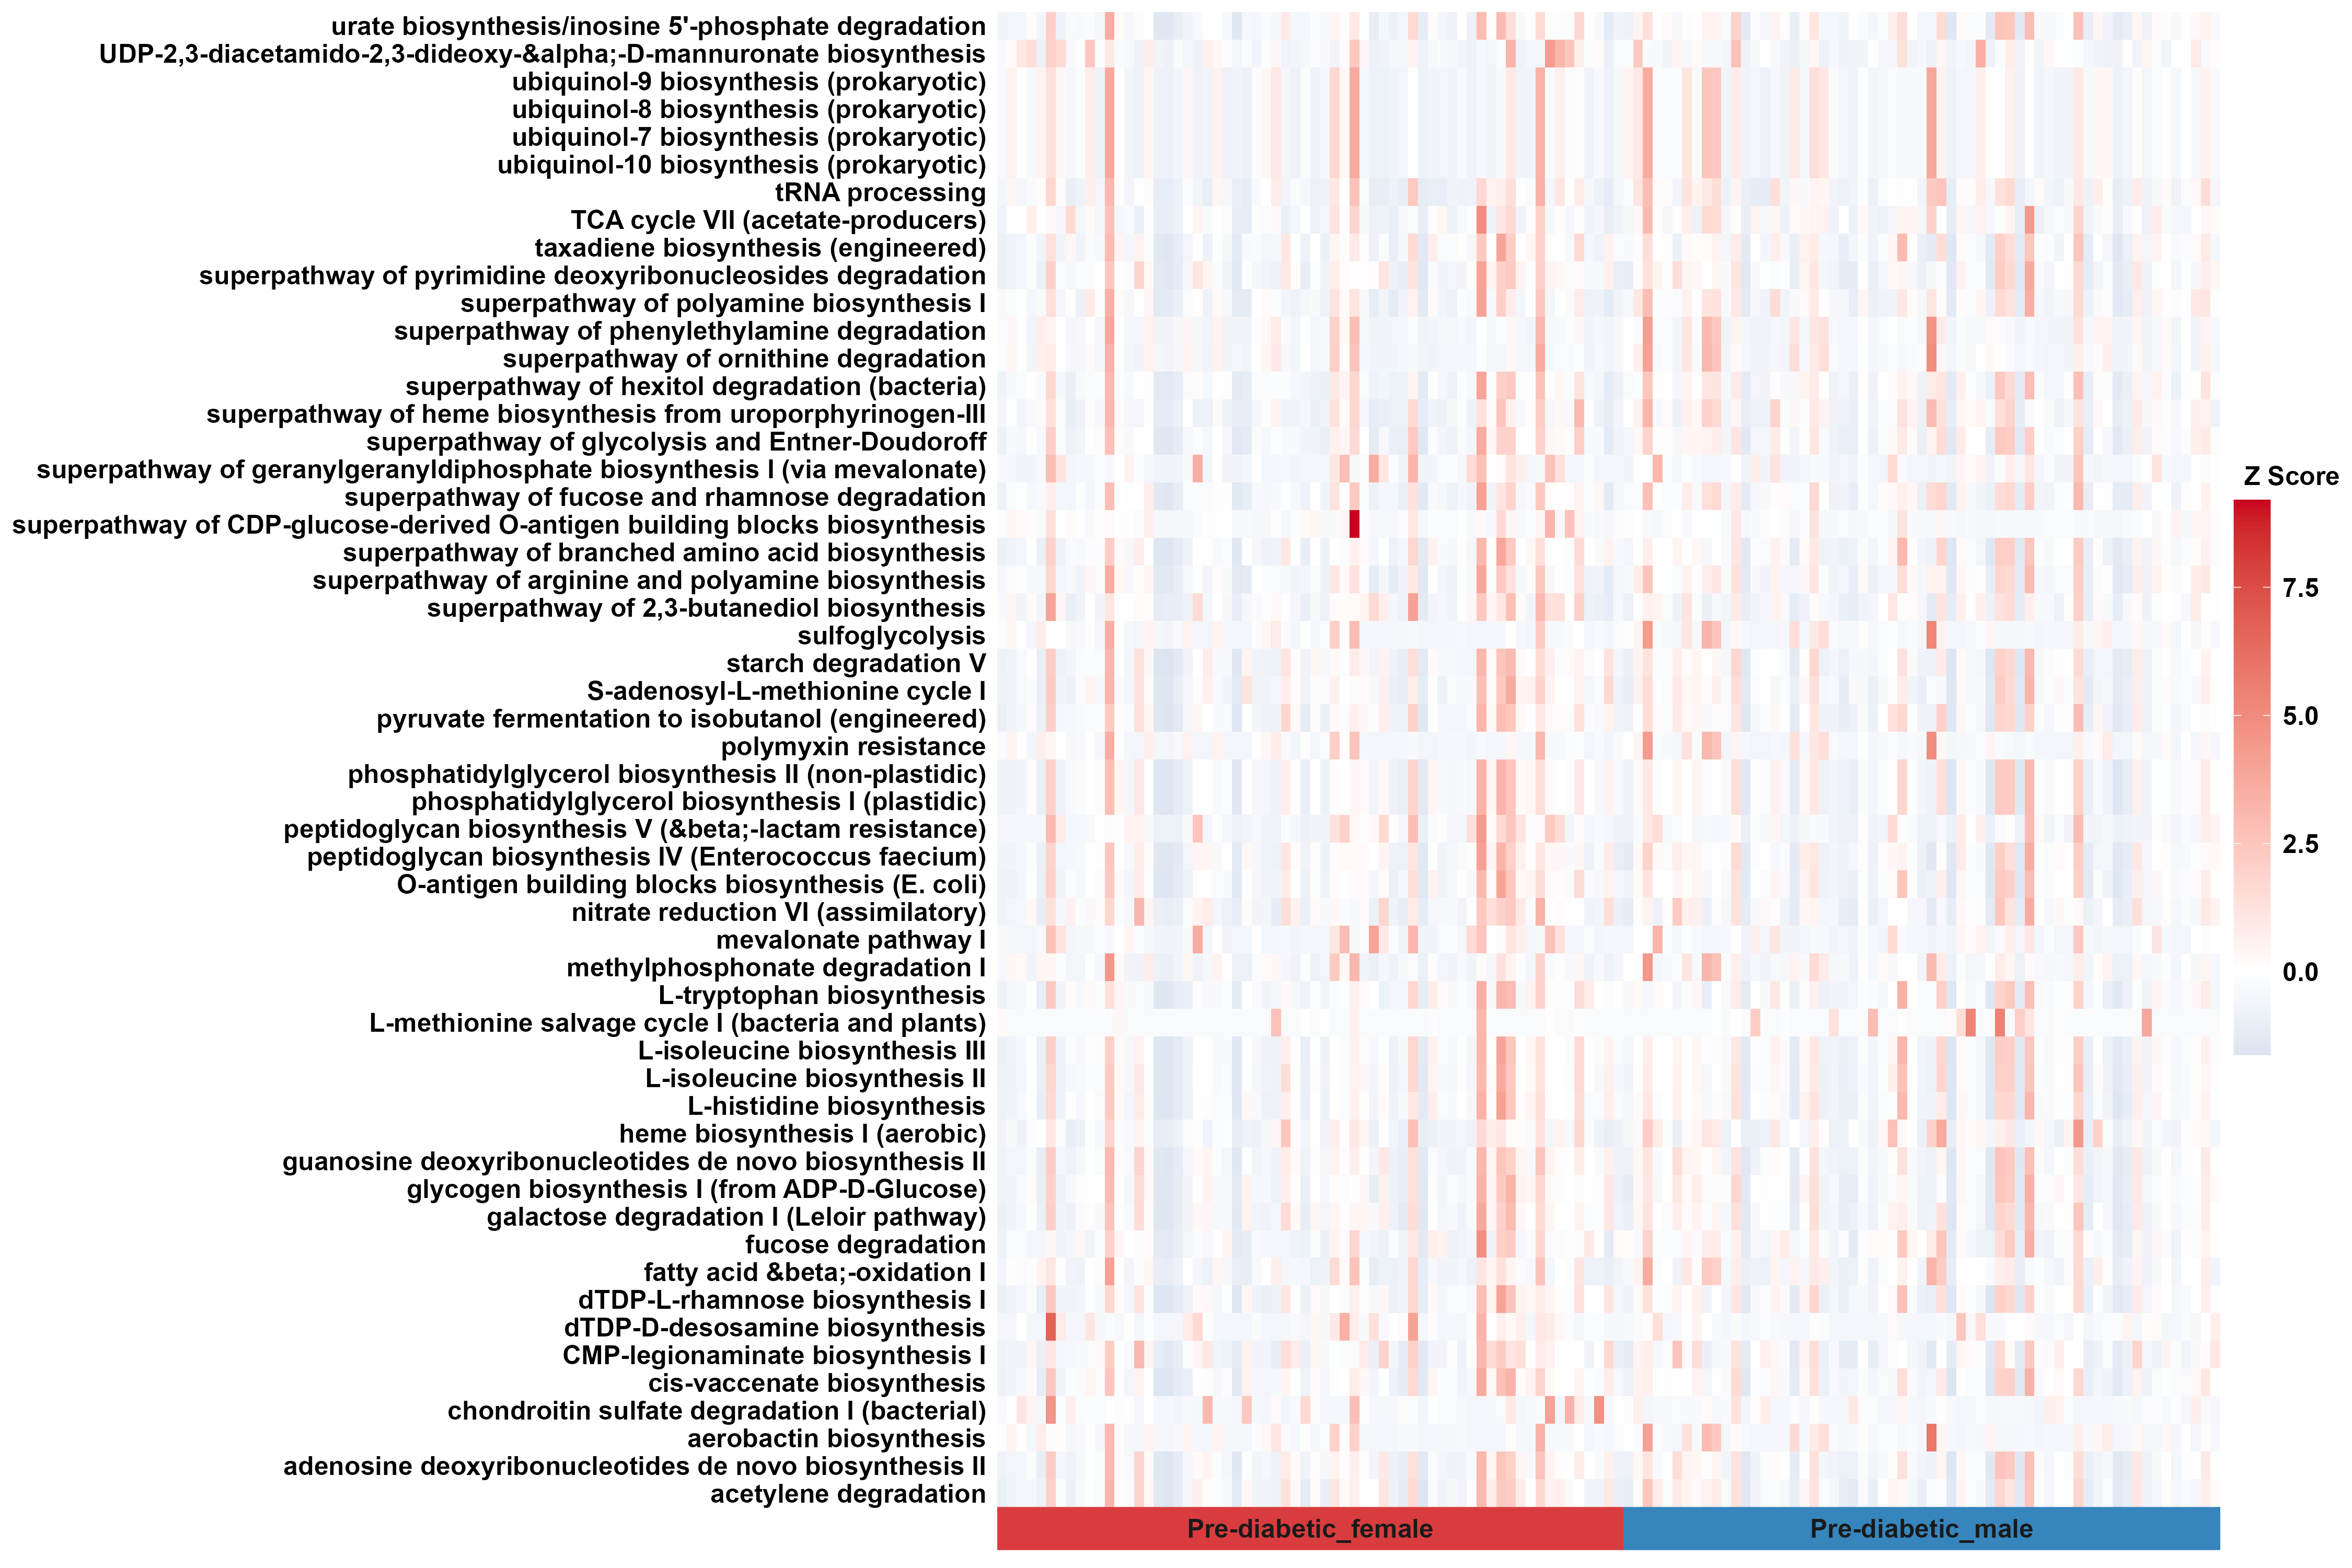 urate biosynthesis/inosine 5'-phosphate degradation
UDP-2,3-diacetamido-2,3-dideoxy-&alpha;-D-mannuronate biosynthesis
ubiquinol-9 biosynthesis (prokaryotic)
ubiquinol-8 biosynthesis (prokaryotic)
ubiquinol-7 biosynthesis (prokaryotic)
ubiquinol-10 biosynthesis (prokaryotic)
tRNA processing
TCA cycle VII (acetate-producers)
taxadiene biosynthesis (engineered)
superpathway of pyrimidine deoxyribonucleosides degradation
superpathway of polyamine biosynthesis I
superpathway of phenylethylamine degradation
superpathway of ornithine degradation
superpathway of hexitol degradation (bacteria)
superpathway of heme biosynthesis from uroporphyrinogen-III
superpathway of glycolysis and Entner-Doudoroff
superpathway of geranylgeranyldiphosphate biosynthesis I (via mevalonate)
superpathway of fucose and rhamnose degradation
superpathway of CDP-glucose-derived O-antigen building blocks biosynthesis
superpathway of branched amino acid biosynthesis
superpathway of arginine and polyamine biosynthesis
superpathway of 2,3-butanediol biosynthesis
sulfoglycolysis
starch degradation V
S-adenosyl-L-methionine cycle I
pyruvate fermentation to isobutanol (engineered)
polymyxin resistance
phosphatidylglycerol biosynthesis II (non-plastidic)
phosphatidylglycerol biosynthesis I (plastidic)
peptidoglycan biosynthesis V (&beta;-lactam resistance)
peptidoglycan biosynthesis IV (Enterococcus faecium)
O-antigen building blocks biosynthesis (E. coli)
nitrate reduction VI (assimilatory)
mevalonate pathway I
methylphosphonate degradation I
L-tryptophan biosynthesis
L-methionine salvage cycle I (bacteria and plants)
L-isoleucine biosynthesis III
L-isoleucine biosynthesis II
L-histidine biosynthesis
heme biosynthesis I (aerobic)
guanosine deoxyribonucleotides de novo biosynthesis II
glycogen biosynthesis I (from ADP-D-Glucose)
galactose degradation I (Leloir pathway)
fucose degradation
fatty acid &beta;-oxidation I
dTDP-L-rhamnose biosynthesis I
dTDP-D-desosamine biosynthesis
CMP-legionaminate biosynthesis I
cis-vaccenate biosynthesis
chondroitin sulfate degradation I (bacterial)
aerobactin biosynthesis
adenosine deoxyribonucleotides de novo biosynthesis II
acetylene degradation
Pre-diabetic_female
Pre-diabetic_male
Z Score
7.5
5.0
2.5
0.0